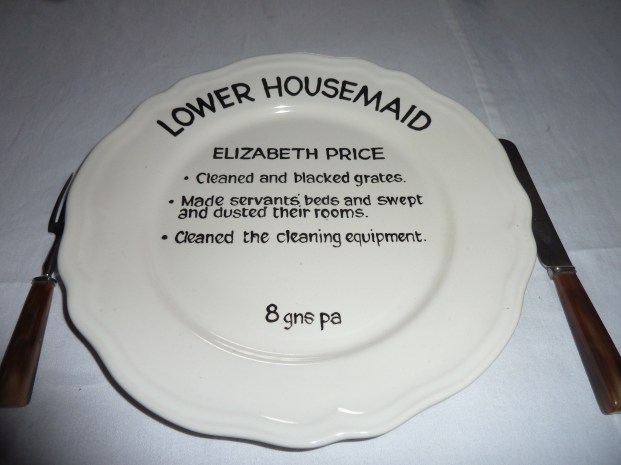 LOWER HOUSEMAID
ELIZABETH PRICE
• Cleaned and blacked grates.
• Made servants' beds and swept
and dusted their rooms.
• Cleaned the cleaning equipment.
8 gns pa